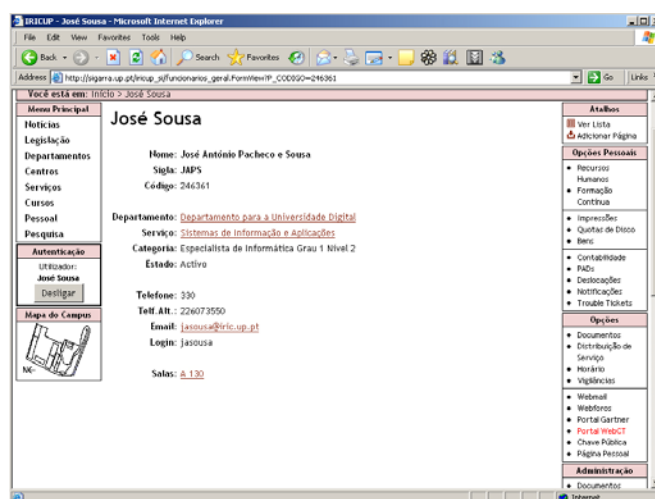 IRICUP - José Sousa - Microsoft Internet Explorer
File Edit View Favorites Tools Help
Back Search Favorites
Address http://sigarra.up.pt/iricup_si/funcionarios_geral.FormView?P_CODIGO=246361 Go Links
Você está em: Início > José Sousa
Menu Principal
Notícias
Legislação
Departamentos
Centros
Serviços
Cursos
Pessoal
Pesquisa
Autenticação
Utilizador:
José Sousa
Desligar
Mapa do Campus
José Sousa
Nome: José António Pacheco e Sousa
Sigla: JAPS
Código: 246361
Departamento: Departamento para a Universidade Digital
Serviço: Sistemas de Informação e Aplicações
Categoria: Especialista de Informática Grau 1 Nível 2
Estado: Activo
Telefone: 330
Telf.Alt.: 226073550
Email: jasousa@iric.up.pt
Login: jasousa
Salas: A 130
Atalhos
Ver Lista
Adicionar Página
Opções Pessoais
Recursos
Humanos
Formação
Contínua
Impressões
Quotas de Disco
Bens
Contabilidade
PADs
Deslocações
Notificações
Trouble Tickets
Opções
Documentos
Distribuição de
Serviço
Horário
Vigilâncias
Webmail
Webforos
Portal Gartner
Portal WebCT
Chave Pública
Página Pessoal
Administração
Documentos
Internet